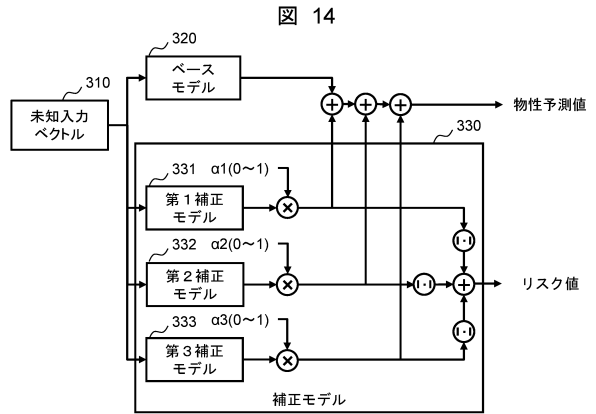 図 14
320
ベース
モデル
310
未知入力
ベクトル
物性予測値
330
331
α1(0～1)
第1補正
モデル
332
α2(0～1)
第2補正
モデル
リスク値
333
α3(0～1)
第3補正
モデル
補正モデル